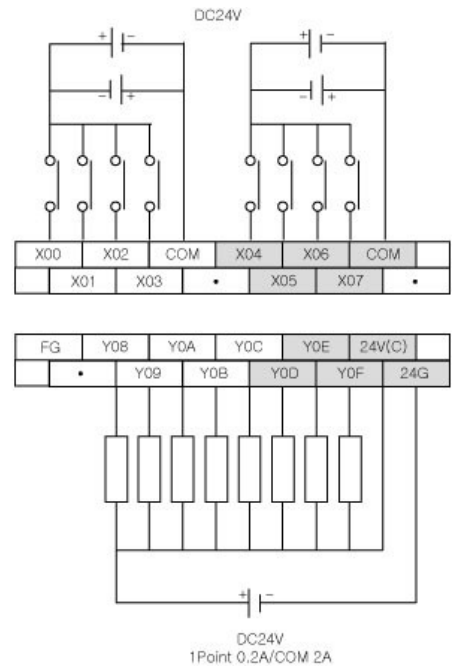 DC24V
+ - + -
- + - +
X00 X02 COM X04 X06 COM
X01 X03 • X05 X07 •
FG Y08 Y0A Y0C Y0E 24V(C)
• Y09 Y0B Y0D Y0F 24G
+ -
DC24V
1Point 0.2A/COM 2A